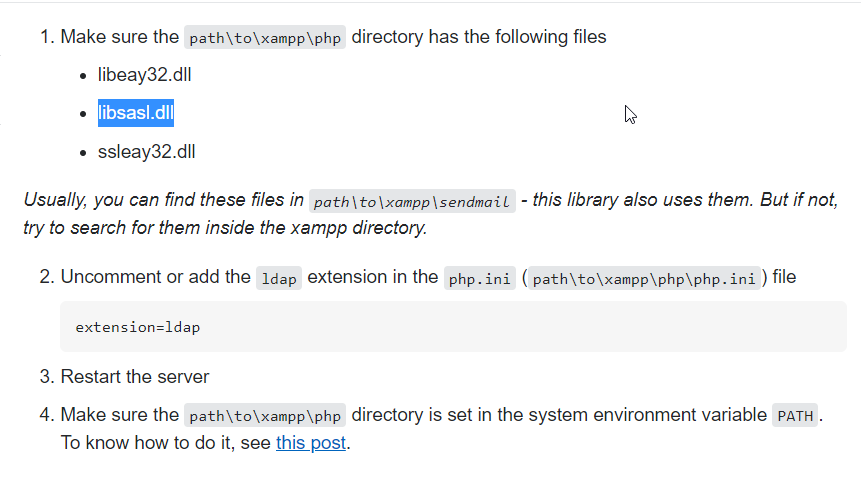 1. Make sure the path\to\xampp\php directory has the following files
• libeay32.dll
• libsasl.dll
• ssleay32.dll
Usually, you can find these files in path\to\xampp\sendmail - this library also uses them. But if not,
try to search for them inside the xampp directory.
2. Uncomment or add the ldap extension in the php.ini (path\to\xampp\php\php.ini) file
extension=ldap
3. Restart the server
4. Make sure the path\to\xampp\php directory is set in the system environment variable PATH.
To know how to do it, see this post.